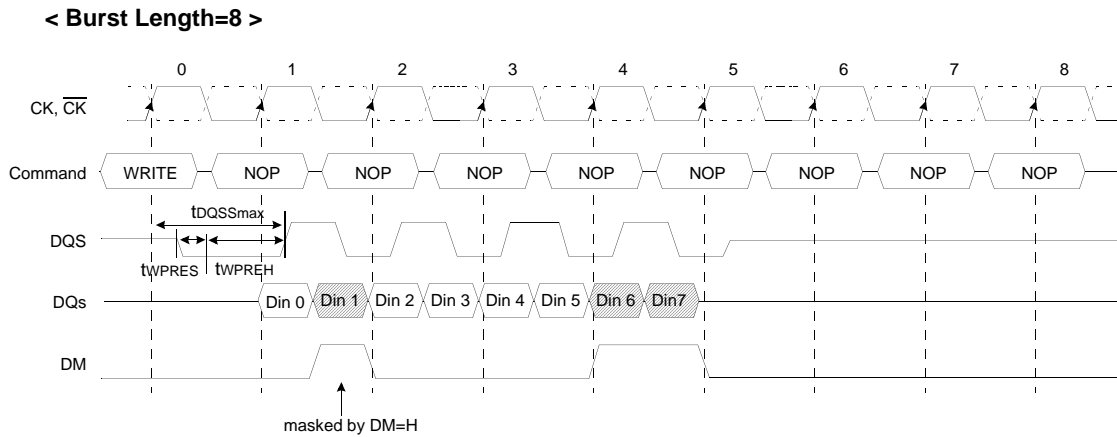 < Burst Length=8 >
0 1 2 3 4 5 6 7 8
CK, CK
Command WRITE NOP NOP NOP NOP NOP NOP NOP NOP
tDQSSmax
DQS
tWPRES tWPREH
DQs Din 0 Din 1 Din 2 Din 3 Din 4 Din 5 Din 6 Din7
DM
masked by DM=H